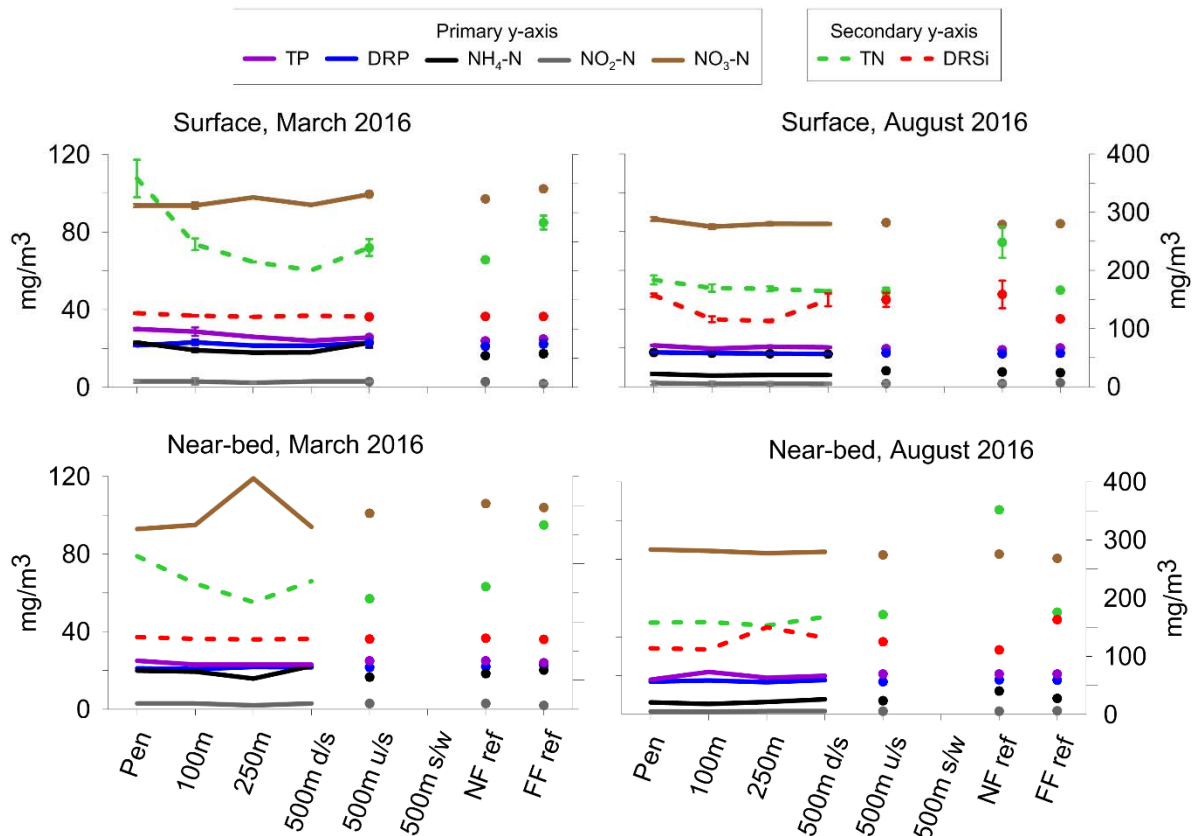 Primary y-axis
TP DRP NH₄-N NO₂-N NO₃-N
Secondary y-axis
TN DRSi
Surface, March 2016
Surface, August 2016
120
80
40
0
mg/m3
400
300
200
100
0
mg/m3
Near-bed, March 2016
Near-bed, August 2016
120
80
40
0
mg/m3
400
300
200
100
0
mg/m3
Pen 100m 250m 500m d/s 500m u/s 500m s/w NF ref FF ref
Pen 100m 250m 500m d/s 500m u/s 500m s/w NF ref FF ref